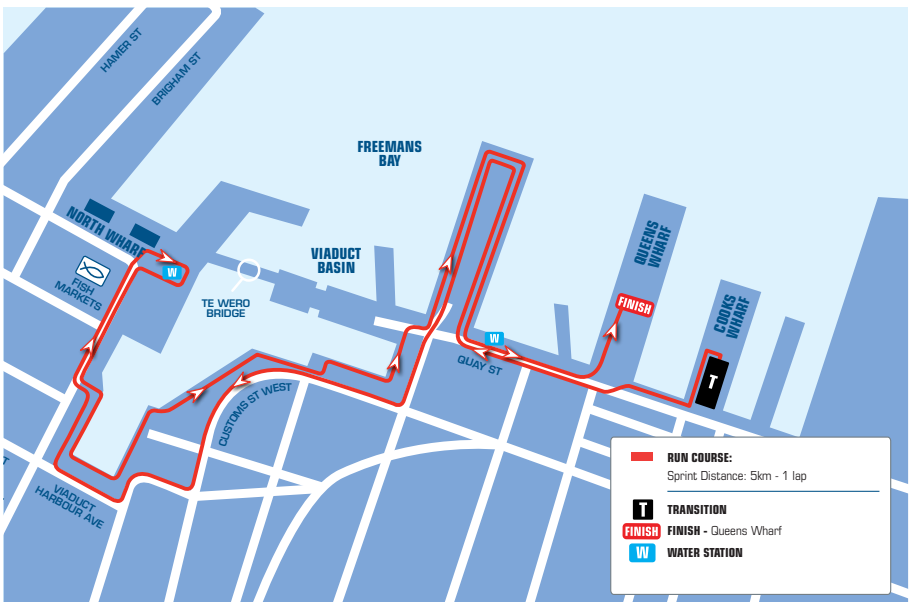 HAMER ST
BRIGHAM ST
FREEMANS
BAY
NORTH WHARF
W
FISH
MARKETS
VIADUCT
BASIN
TE WERO
BRIDGE
QUEENS
WHARF
FINISH
COOKS
WHARF
W
QUAY ST
T
CUSTOMS ST WEST
VIADUCT
HARBOUR AVE
RUN COURSE:
Sprint Distance: 5km - 1 lap
T TRANSITION
FINISH FINISH - Queens Wharf
W WATER STATION